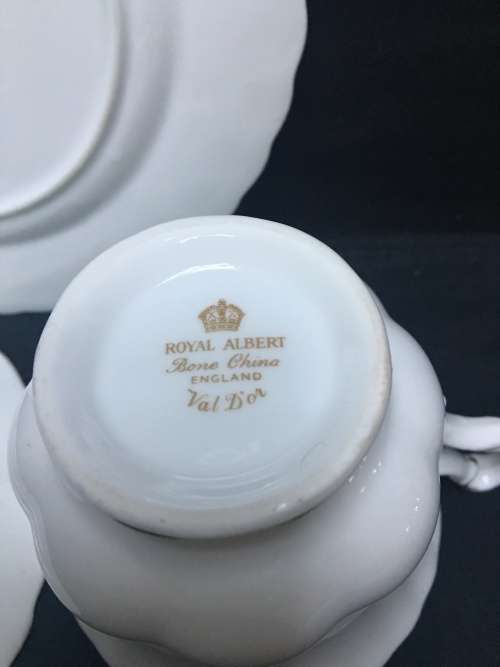 ROYAL ALBERT
Bone China
ENGLAND
Val D'or